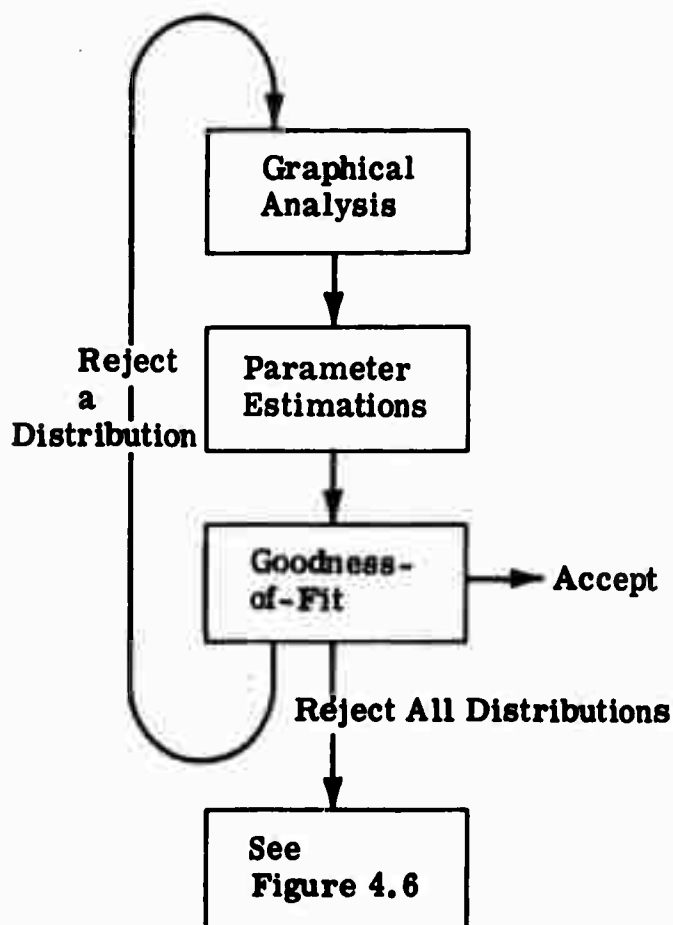 Graphical
Analysis
Reject
a
Distribution
Parameter
Estimations
Goodness-
of-Fit
Accept
Reject All Distributions
See
Figure 4.6